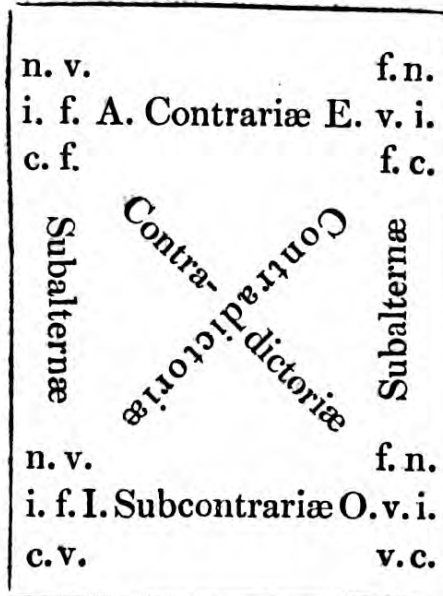 n. v. f. n.
i. f. A. Contrariæ E. v. i.
c. f. f. c.
Subalternæ
Contra-
dictoriæ
Contradictoriæ
Subalternæ
n. v. f. n.
i. f. I. Subcontrariæ O. v. i.
c. v. v. c.